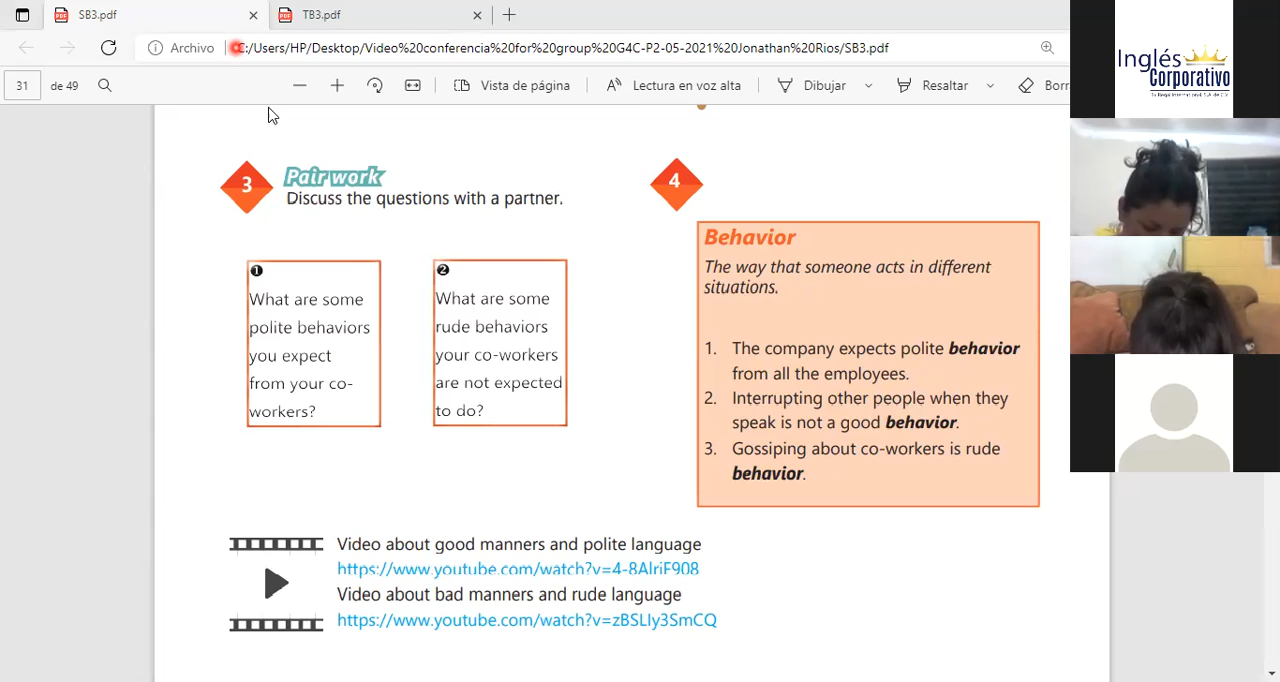 SB3.pdf
TB3.pdf
Archivo
C:/Users/HP/Desktop/Video%20conferencia%20for%20group%20G4C-P2-05-2021%20Jonathan%20Rios/SB3.pdf
31
de 49
Vista de página
Lectura en voz alta
Dibujar
Resaltar
Borr
Inglés
Corporativo
3
Pair work
Discuss the questions with a partner.
❶
What are some
polite behaviors
you expect
from your co-
workers?
❷
What are some
rude behaviors
your co-workers
are not expected
to do?
4
Behavior
The way that someone acts in different
situations.
1. The company expects polite behavior
from all the employees.
2. Interrupting other people when they
speak is not a good behavior.
3. Gossiping about co-workers is rude
behavior.
Video about good manners and polite language
https://www.youtube.com/watch?v=4-8AlriF908
Video about bad manners and rude language
https://www.youtube.com/watch?v=zBSLIy3SmCQ